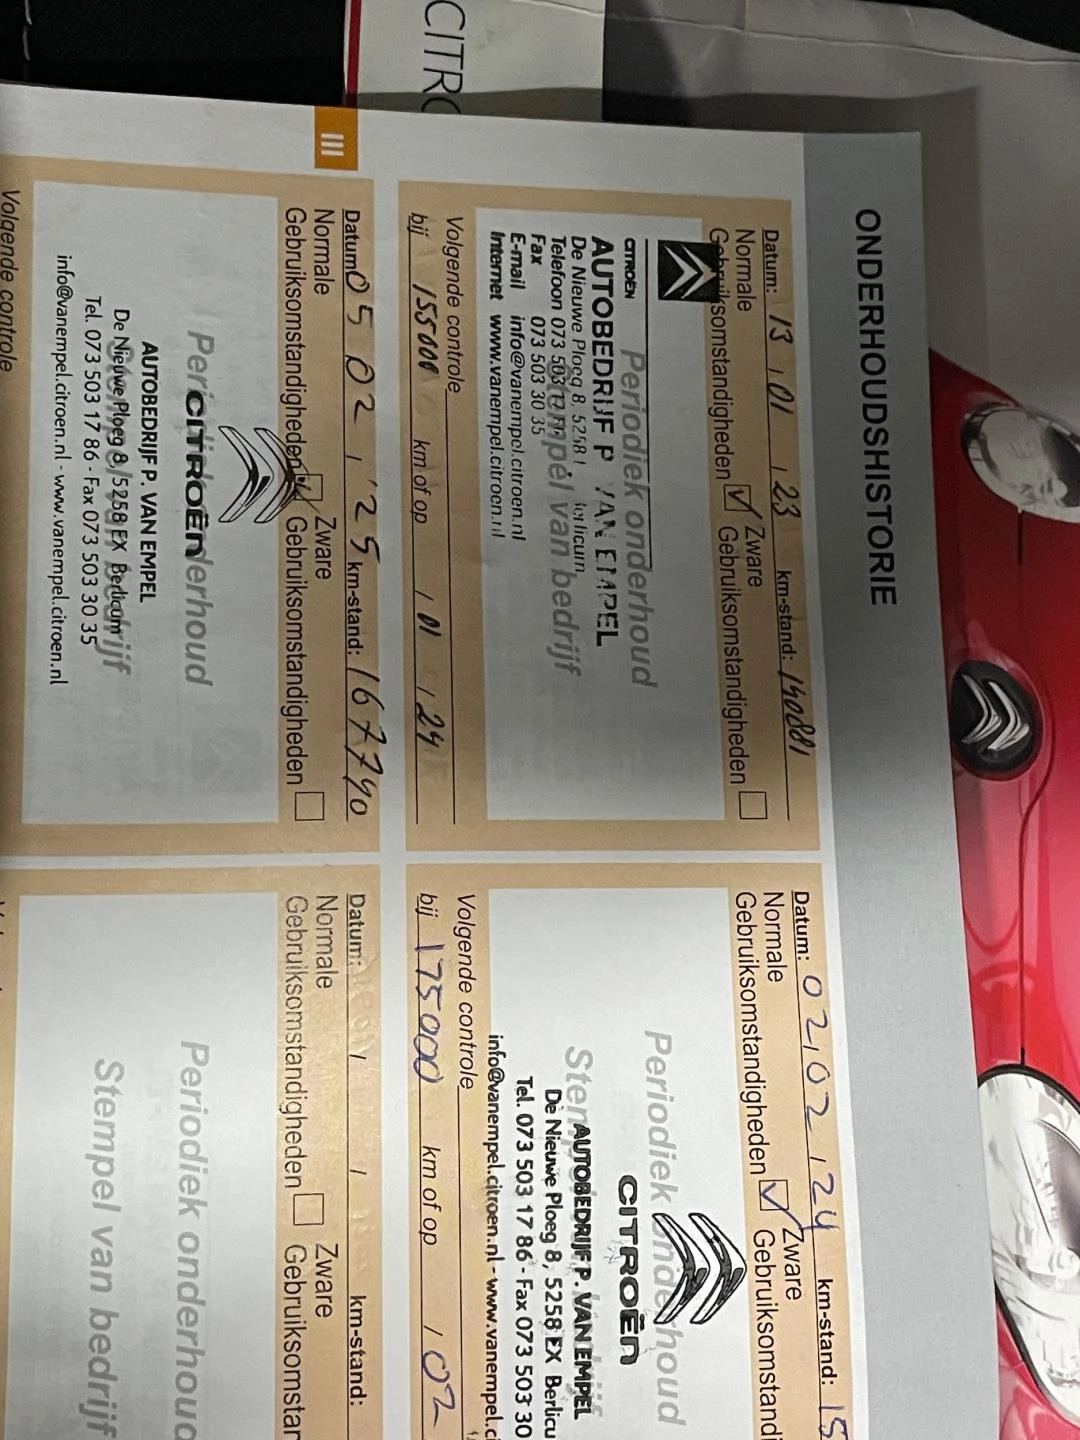 CITRO
ONDERHOUDSHISTORIE
Datum: 13 , 01 , 23 km-stand: 140881
Normale Zware
Gebruiksomstandigheden Gebruiksomstandigheden
Periodiek onderhoud
Stempel van bedrijf
CITROËN
AUTOBEDRIJF P VAN EMPEL
De Nieuwe Ploeg 8, 5258
Telefoon 073 503
Fax 073 503 30 35
E-mail info@vanempel.citroen.nl
Internet www.vanempel.citroen.nl
Volgende controle
bij 155000 km of op / 01 / 24
Datum: 02 / 02 / 24 km-stand: 15
Normale Zware
Gebruiksomstandigheden Gebruiksomstandi
Periodiek onderhoud
CITROËN
AUTOBEDRIJF P. VAN EMPEL
De Nieuwe Ploeg 8, 5258 EX Berlicu
Tel. 073 503 17 86 - Fax 073 503 30
info@vanempel.citroen.nl - www.vanempel.c
Volgende controle
bij 175000 km of op / 02
III
Datum: 05 02 / 25 km-stand: 167740
Normale Zware
Gebruiksomstandigheden Gebruiksomstandigheden
Periodiek onderhoud
Stempel van bedrijf
CITROËN
AUTOBEDRIJF P. VAN EMPEL
De Nieuwe Ploeg 8, 5258 EX Berlicum
Tel. 073 503 17 86 - Fax 073 503 30 35
info@vanempel.citroen.nl - www.vanempel.citroen.nl
Volgende controle
Datum: / / km-stand:
Normale Zware
Gebruiksomstandigheden Gebruiksomstan
Periodiek onderhoud
Stempel van bedrijf